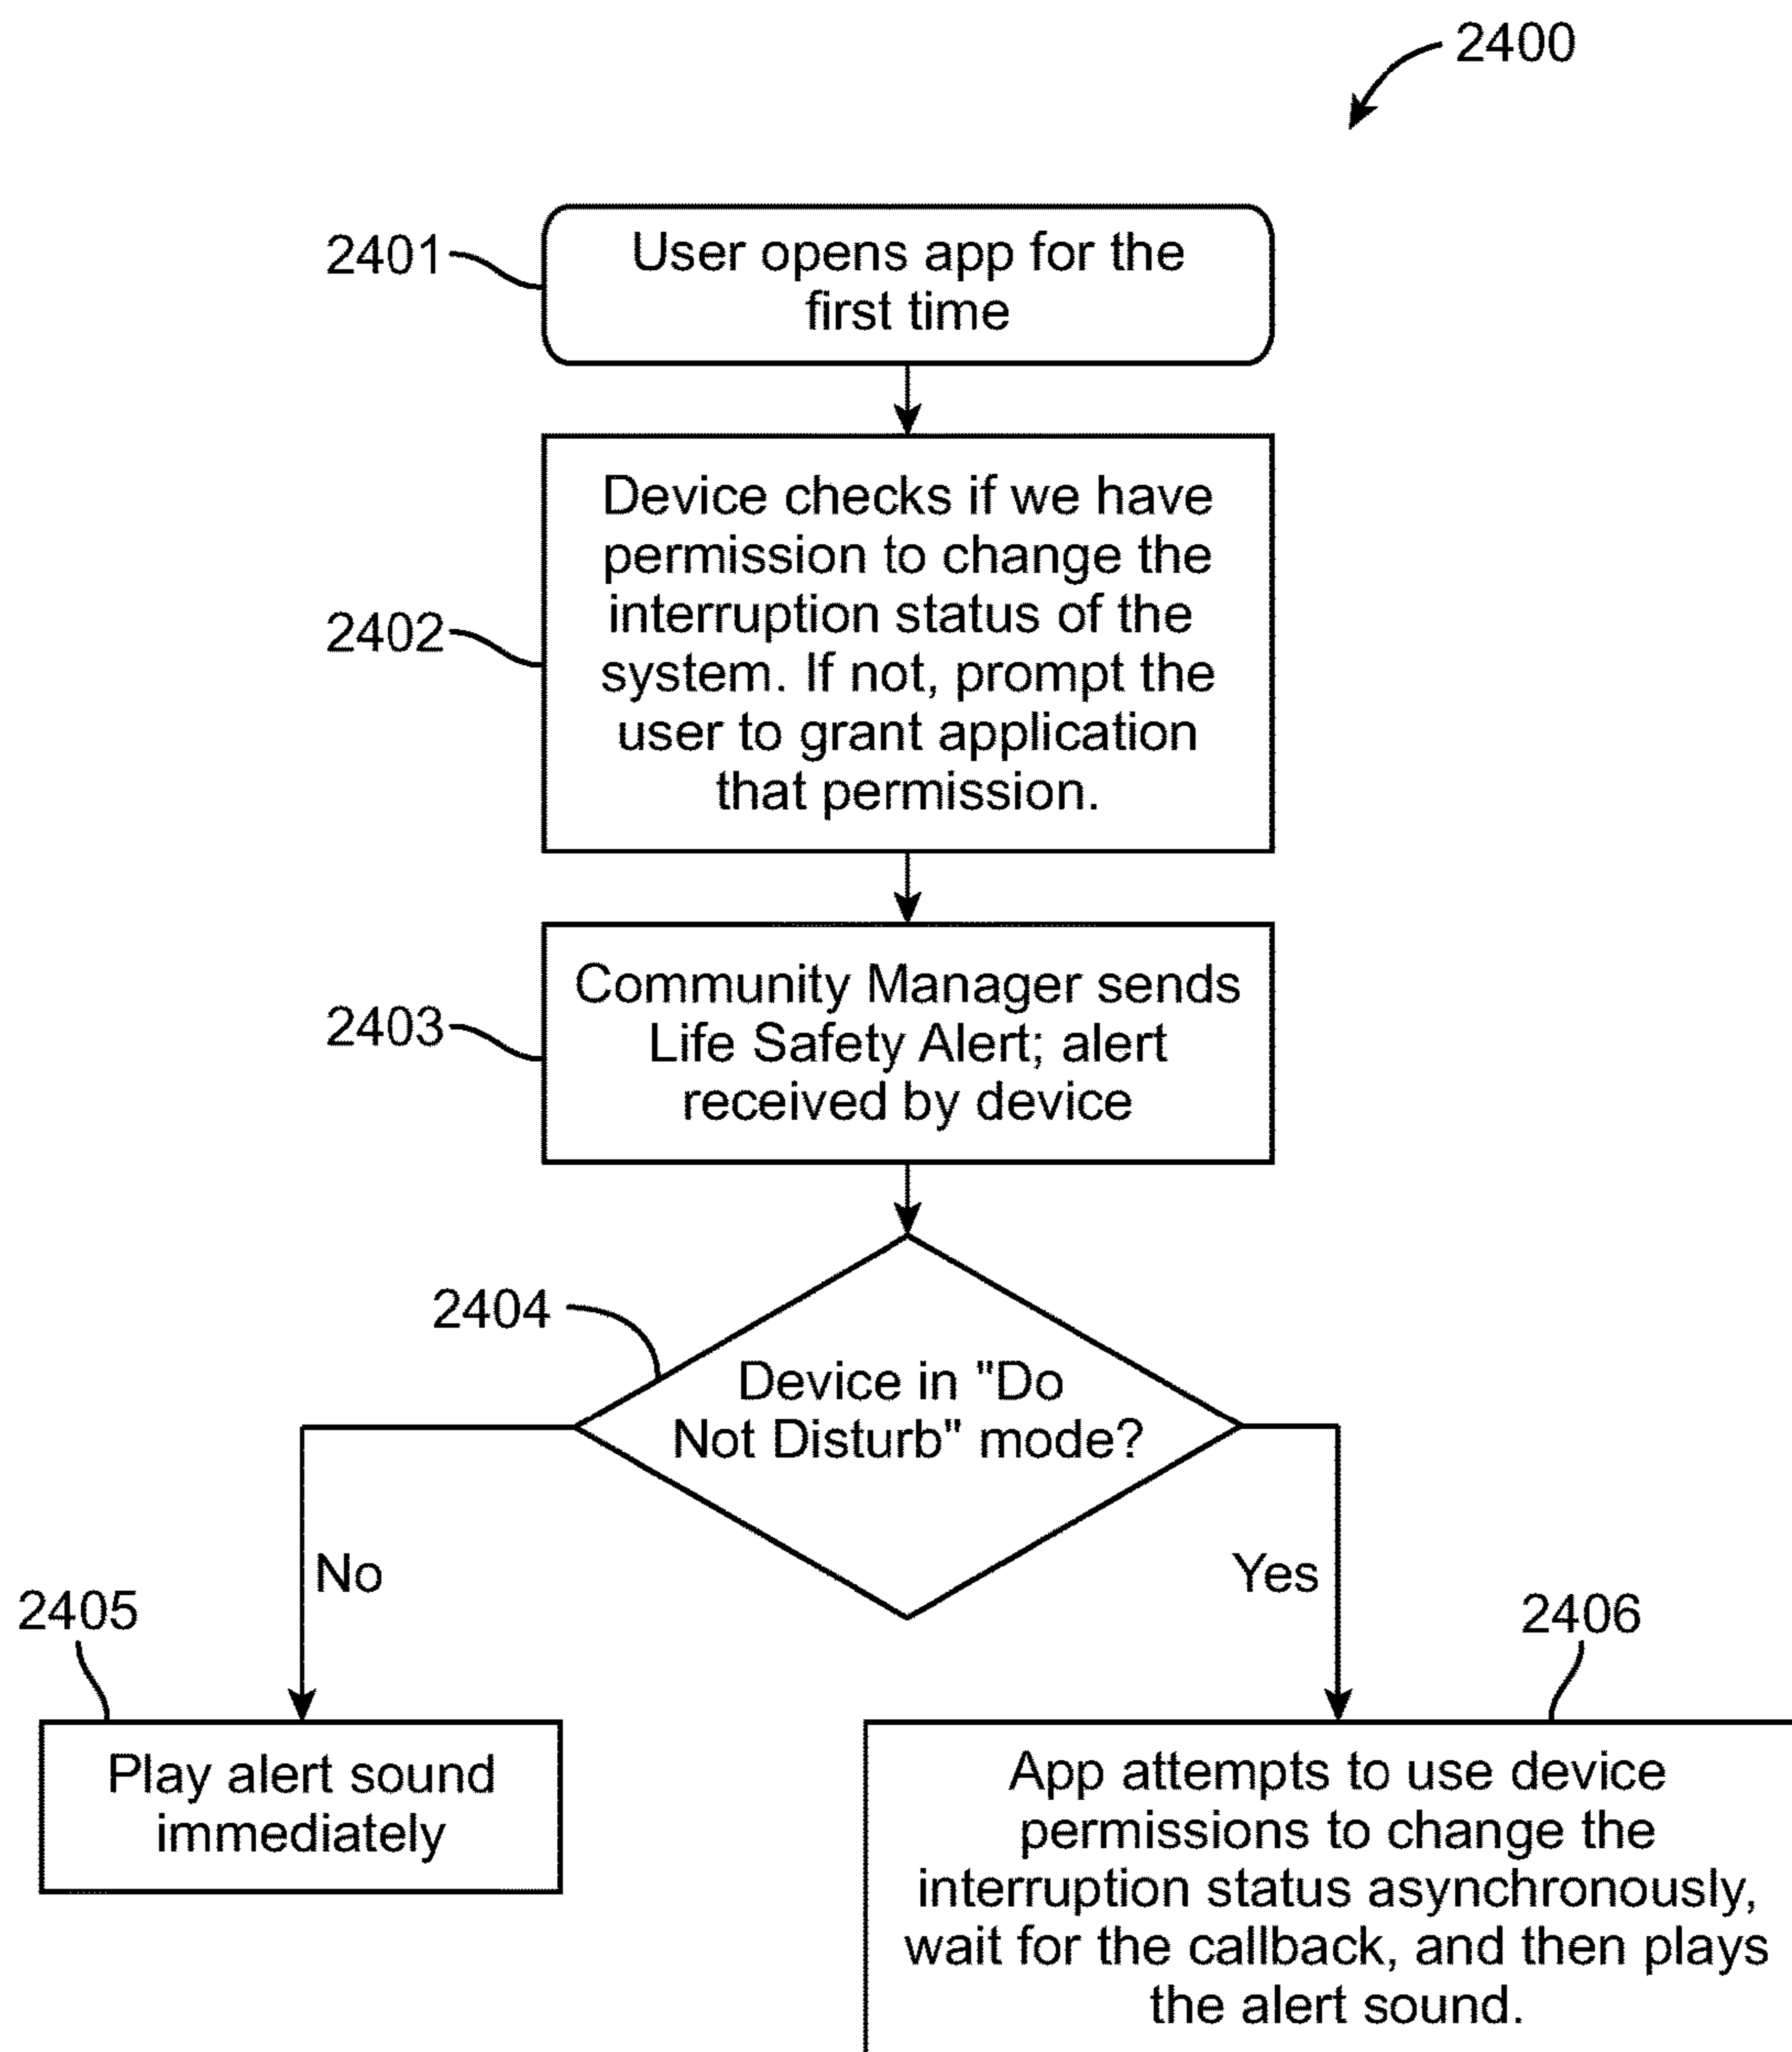 2400
2401
User opens app for the
first time
2402
Device checks if we have
permission to change the
interruption status of the
system. If not, prompt the
user to grant application
that permission.
2403
Community Manager sends
Life Safety Alert; alert
received by device
2404
Device in "Do
Not Disturb" mode?
No
Yes
2405
Play alert sound
immediately
2406
App attempts to use device
permissions to change the
interruption status asynchronously,
wait for the callback, and then plays
the alert sound.